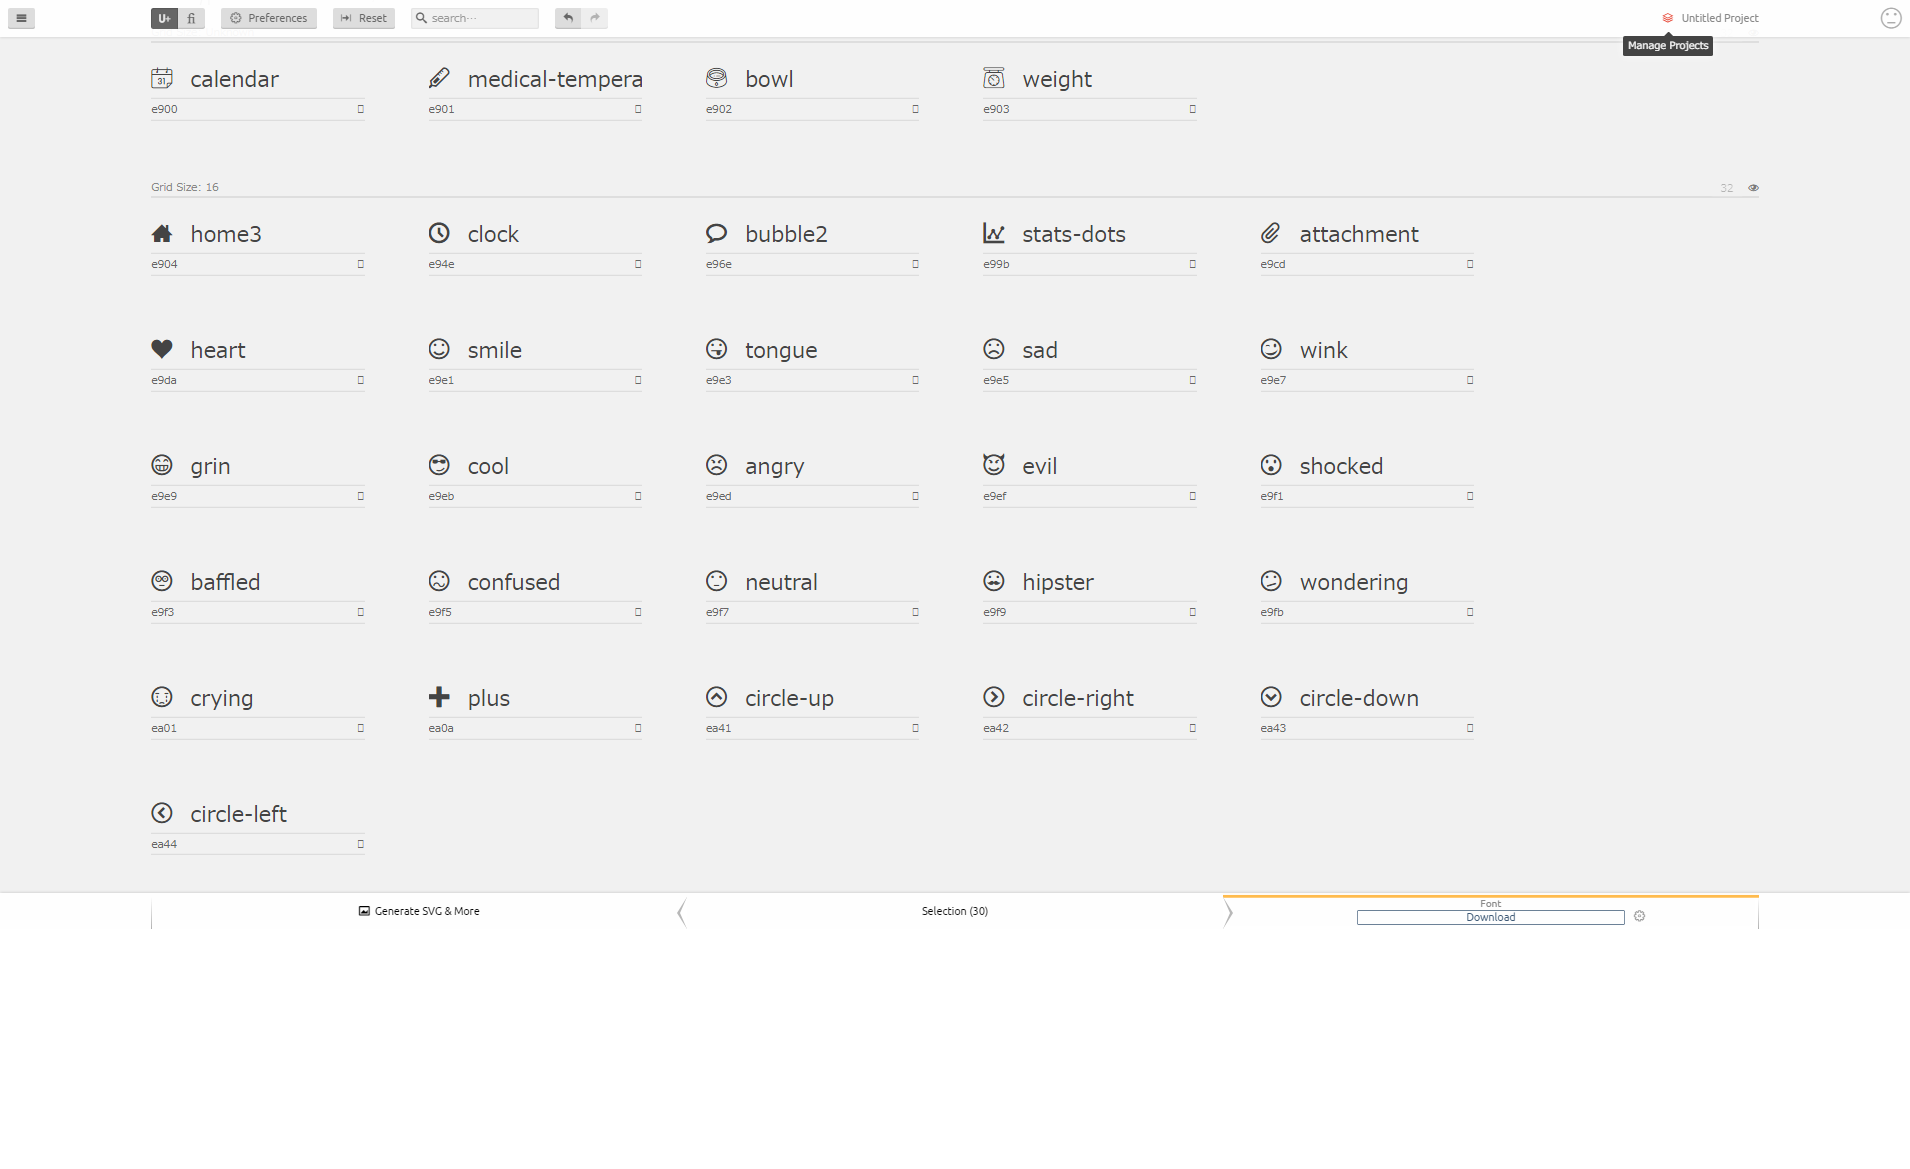 U+ fi Preferences Reset search··· Untitled Project
Manage Projects
31 calendar medical-tempera bowl weight
e900 e901 e902 e903
Grid Size: 16 32
home3 clock bubble2 stats-dots attachment
e904 e94e e96e e99b e9cd
heart smile tongue sad wink
e9da e9e1 e9e3 e9e5 e9e7
grin cool angry evil shocked
e9e9 e9eb e9ed e9ef e9f1
baffled confused neutral hipster wondering
e9f3 e9f5 e9f7 e9f9 e9fb
crying plus circle-up circle-right circle-down
ea01 ea0a ea41 ea42 ea43
circle-left
ea44
Generate SVG & More Selection (30) Font
Download